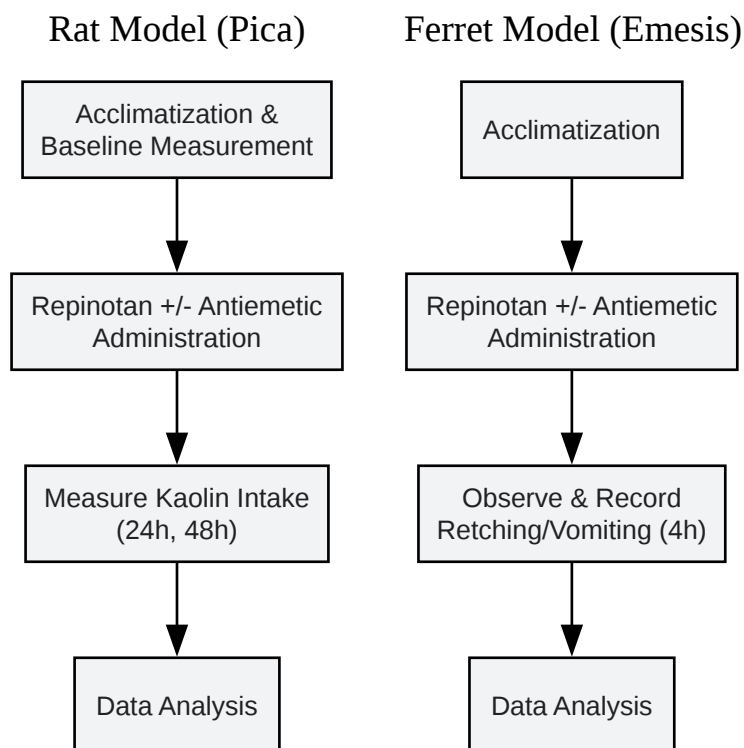 Rat Model (Pica)
Acclimatization &
Baseline Measurement
Repinotan +/- Antiemetic
Administration
Measure Kaolin Intake
(24h, 48h)
Data Analysis
Ferret Model (Emesis)
Acclimatization
Repinotan +/- Antiemetic
Administration
Observe & Record
Retching/Vomiting (4h)
Data Analysis